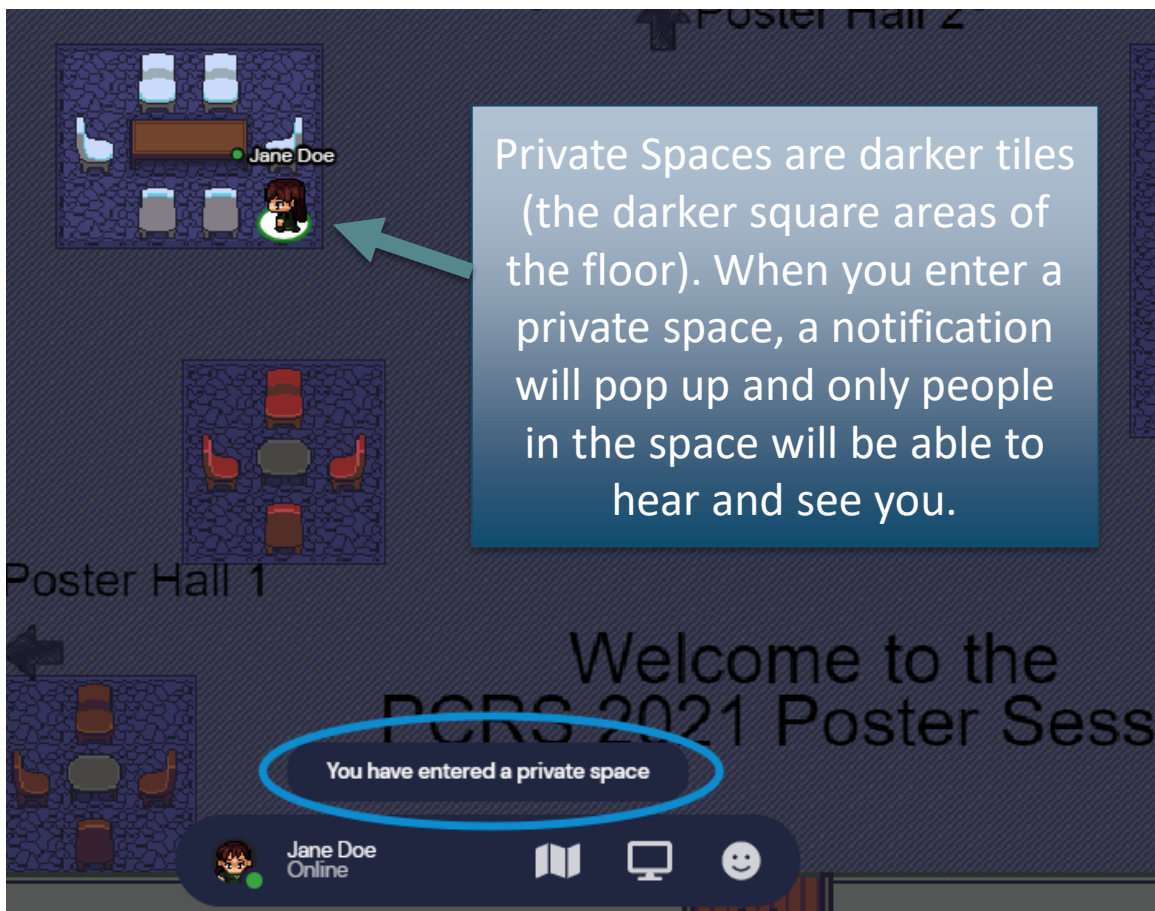 Poster Hall 2
Jane Doe
Private Spaces are darker tiles
(the darker square areas of
the floor). When you enter a
private space, a notification
will pop up and only people
in the space will be able to
hear and see you.
Poster Hall 1
Welcome to the
PCRS 2021 Poster Sess
You have entered a private space
Jane Doe
Online